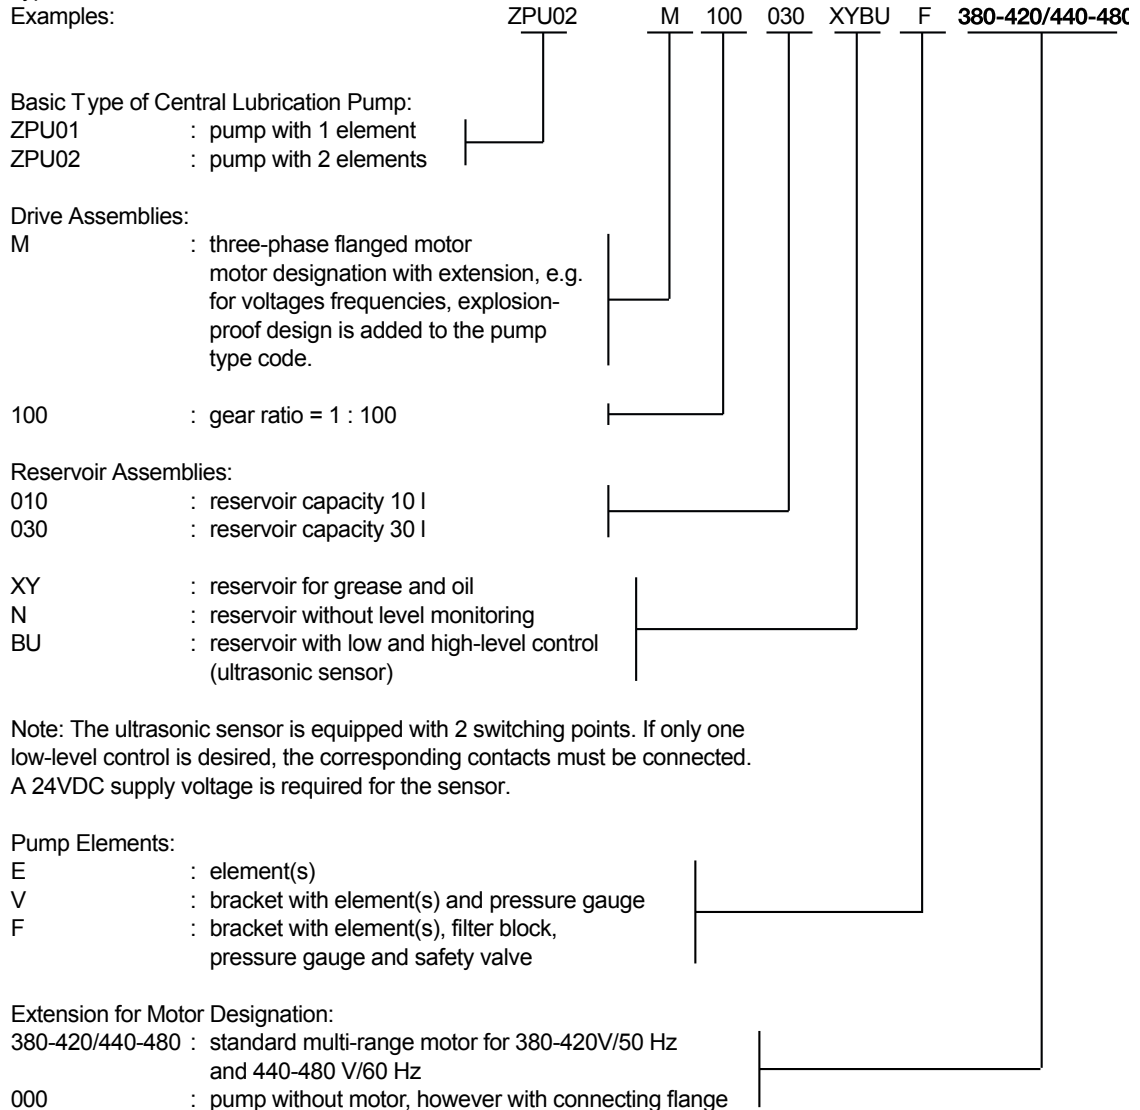 Examples: ZPU02 M 100 030 XYBU F 380-420/440-480
Basic Type of Central Lubrication Pump:
ZPU01 : pump with 1 element
ZPU02 : pump with 2 elements
Drive Assemblies:
M : three-phase flanged motor
motor designation with extension, e.g.
for voltages frequencies, explosion-
proof design is added to the pump
type code.
100 : gear ratio = 1 : 100
Reservoir Assemblies:
010 : reservoir capacity 10 l
030 : reservoir capacity 30 l
XY : reservoir for grease and oil
N : reservoir without level monitoring
BU : reservoir with low and high-level control
(ultrasonic sensor)
Note: The ultrasonic sensor is equipped with 2 switching points. If only one
low-level control is desired, the corresponding contacts must be connected.
A 24VDC supply voltage is required for the sensor.
Pump Elements:
E : element(s)
V : bracket with element(s) and pressure gauge
F : bracket with element(s), filter block,
pressure gauge and safety valve
Extension for Motor Designation:
380-420/440-480 : standard multi-range motor for 380-420V/50 Hz
and 440-480 V/60 Hz
000 : pump without motor, however with connecting flange